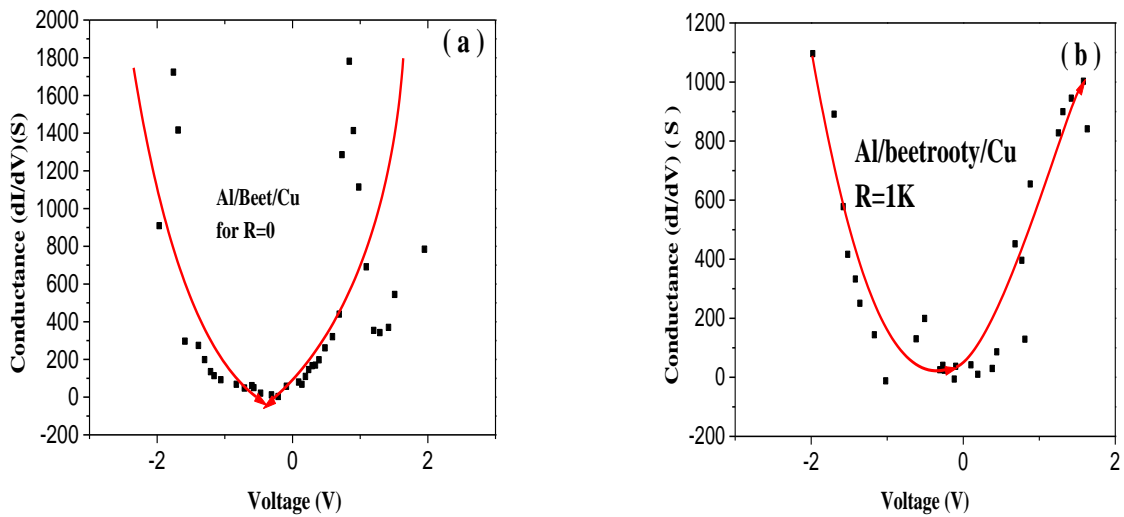 2000
1800
1600
1400
1200
1000
800
600
400
200
0
-200
-2
0
2
Conductance (dI/dV)(S)
Voltage (V)
( a )
Al/Beet/Cu
for R=0
1200
1000
800
600
400
200
0
-200
-2
0
2
Conductance (dI/dV) ( S )
Voltage (V)
( b )
Al/beetrooty/Cu
R=1K